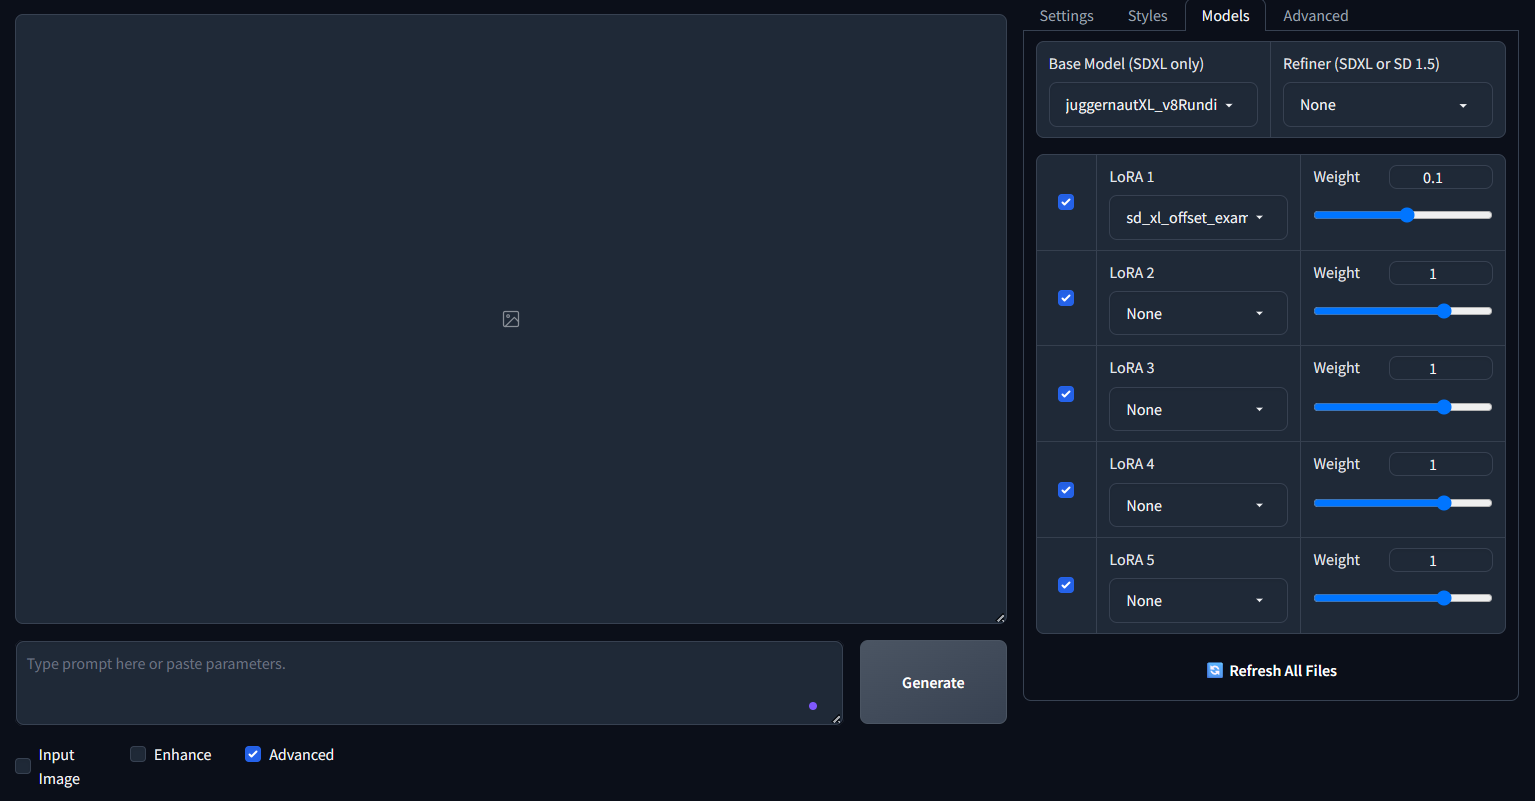 Settings
Styles
Models
Advanced
Base Model (SDXL only)
juggernautXL_v8Rundi
Refiner (SDXL or SD 1.5)
None
LoRA 1
sd_xl_offset_exam
Weight
0.1
LoRA 2
None
Weight
1
LoRA 3
None
Weight
1
LoRA 4
None
Weight
1
LoRA 5
None
Weight
1
Refresh All Files
Type prompt here or paste parameters.
Generate
Input
Image
Enhance
Advanced